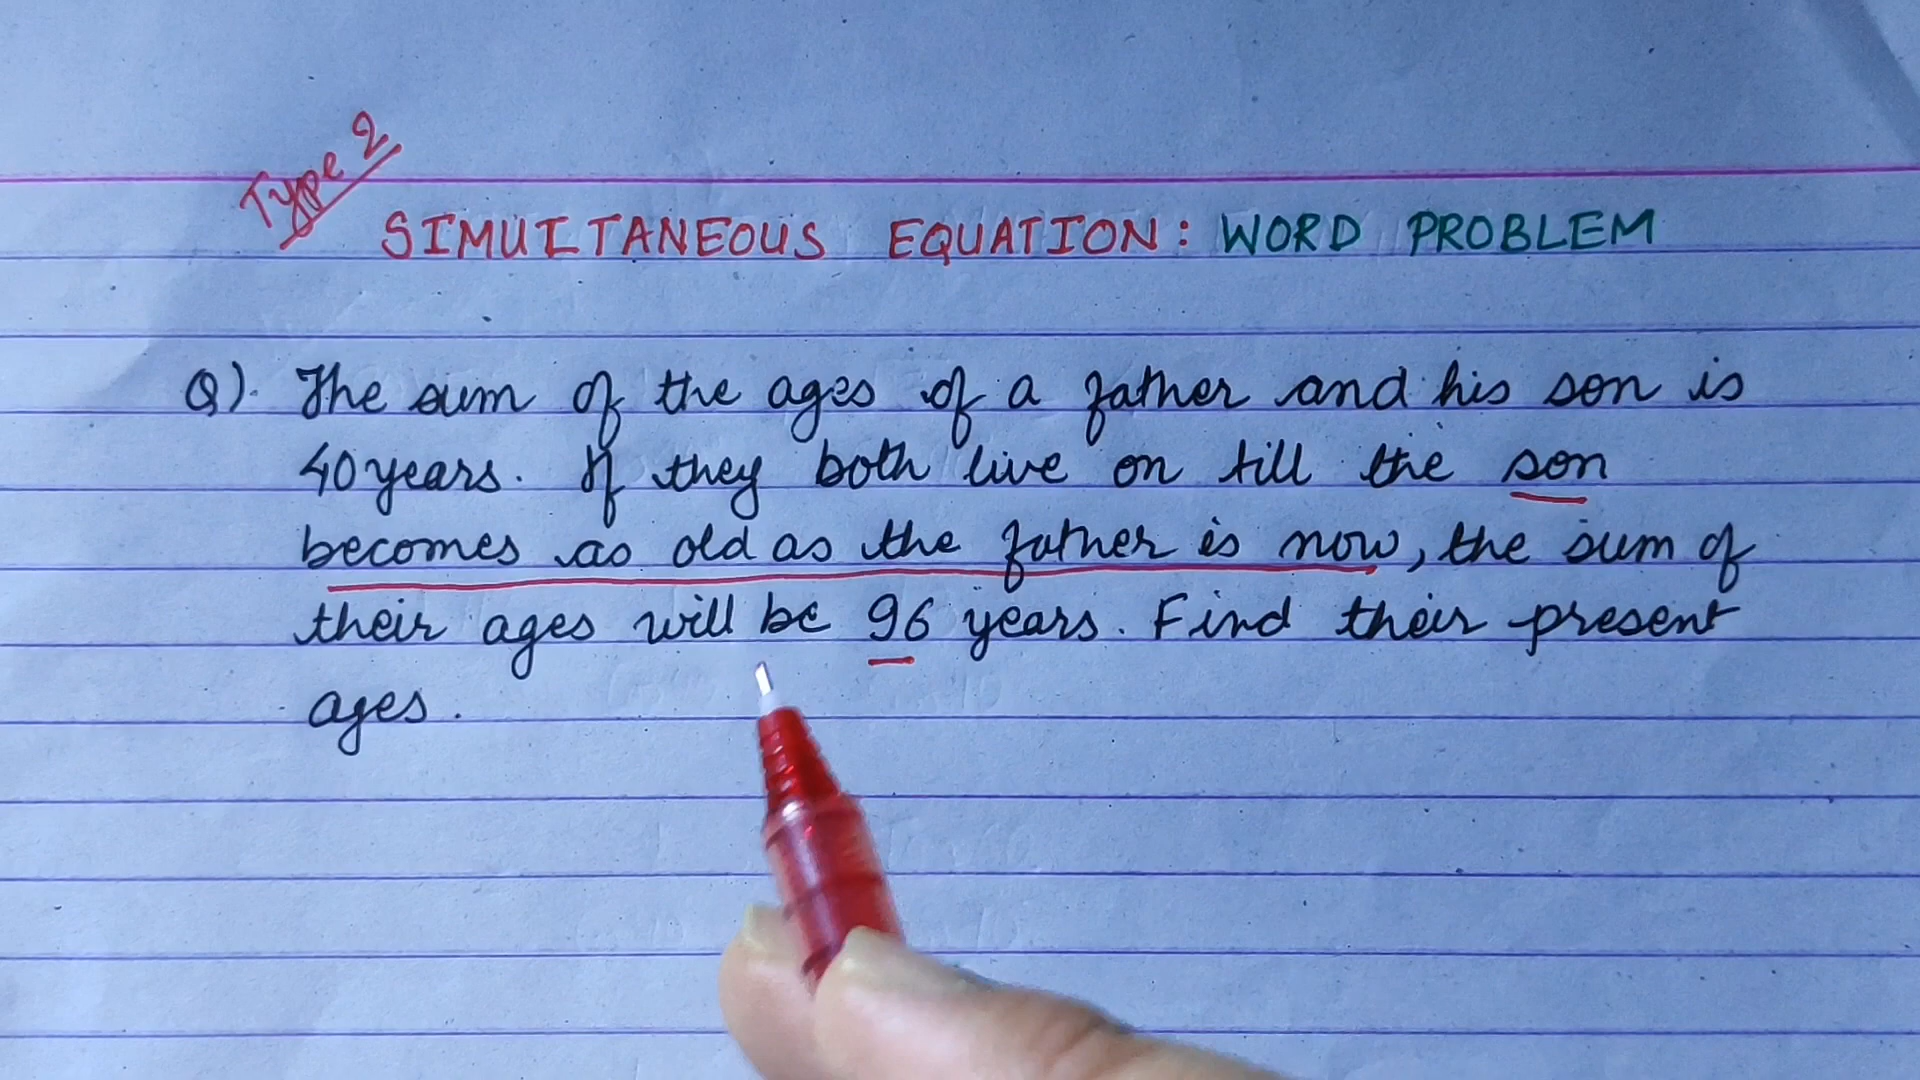 Type 2
SIMULTANEOUS EQUATION: WORD PROBLEM
Q). The sum of the ages of a father and his son is
40 years. If they both live on till the son
becomes as old as the father is now, the sum of
their ages will be 96 years. Find their present
ages.